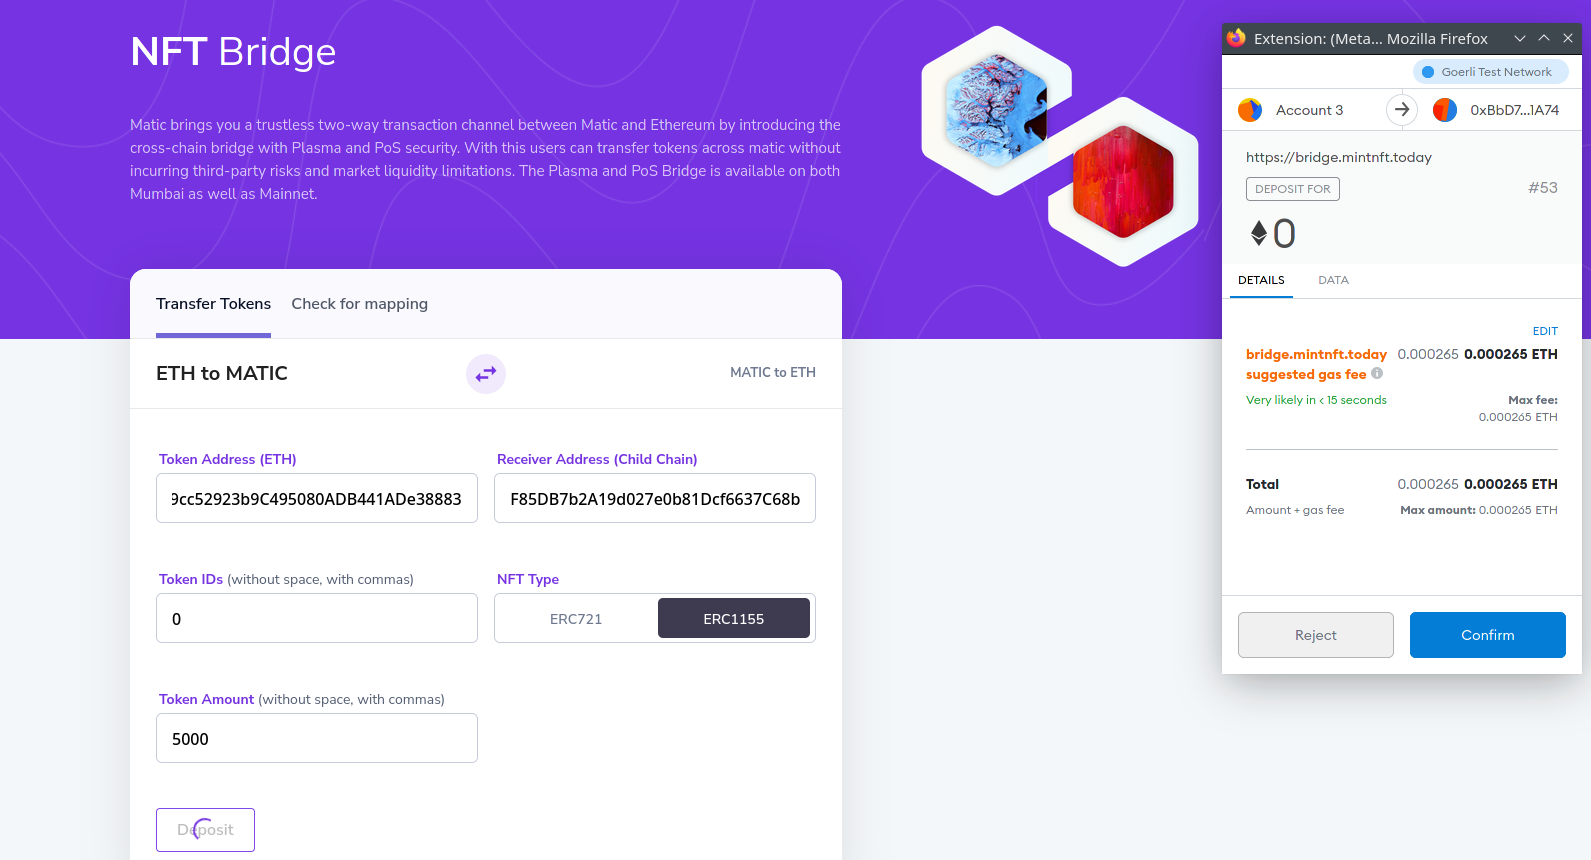 NFT Bridge
Matic brings you a trustless two-way transaction channel between Matic and Ethereum by introducing the
cross-chain bridge with Plasma and PoS security. With this users can transfer tokens across matic without
incurring third-party risks and market liquidity limitations. The Plasma and PoS Bridge is available on both
Mumbai as well as Mainnet.
Transfer Tokens Check for mapping
ETH to MATIC MATIC to ETH
Token Address (ETH) Receiver Address (Child Chain)
9cc52923b9C495080ADB441ADe38883 F85DB7b2A19d027e0b81Dcf6637C68b
Token IDs (without space, with commas) NFT Type
0 ERC721 ERC1155
Token Amount (without space, with commas)
5000
Deposit
Extension: (Meta... Mozilla Firefox
Goerli Test Network
Account 3 0xBbD7...1A74
https://bridge.mintnft.today
DEPOSIT FOR #53
0
DETAILS DATA
EDIT
bridge.mintnft.today 0.000265 0.000265 ETH
suggested gas fee
Very likely in < 15 seconds Max fee:
0.000265 ETH
Total 0.000265 0.000265 ETH
Amount + gas fee Max amount: 0.000265 ETH
Reject Confirm